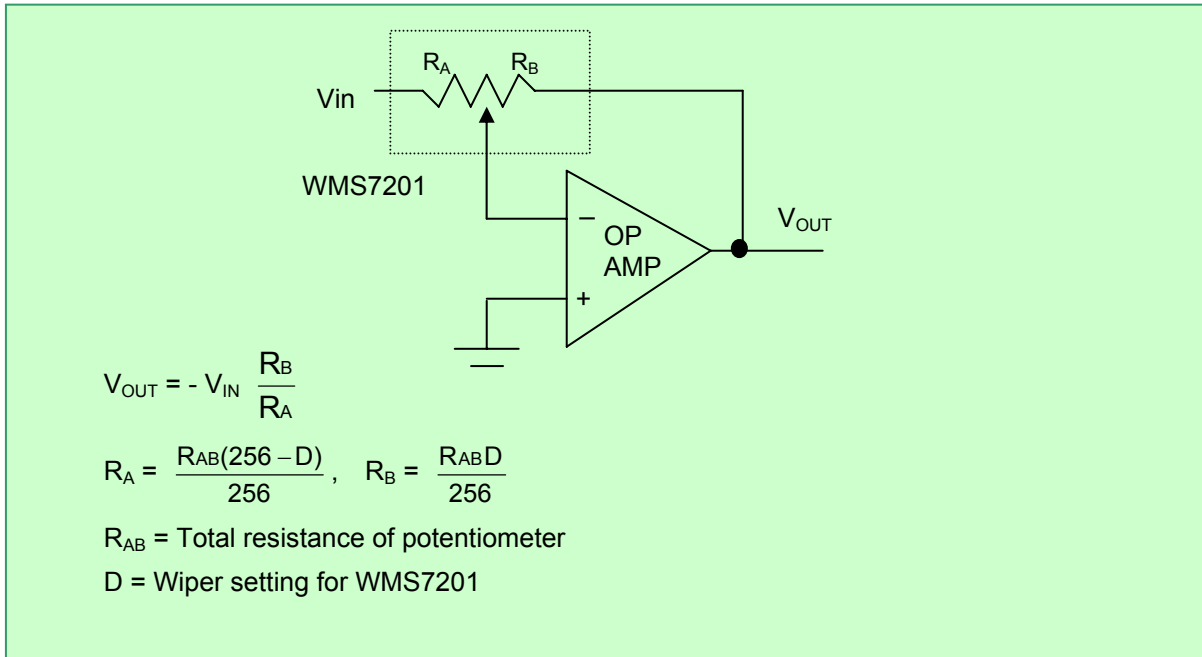 R_A R_B
Vin
WMS7201
− OP
AMP
+
V_OUT
V_OUT = - V_IN R_B / R_A
R_A = R_AB(256 – D) / 256 , R_B = R_AB D / 256
R_AB = Total resistance of potentiometer
D = Wiper setting for WMS7201